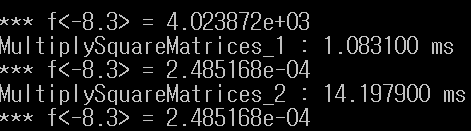 *** f<-8.3> = 4.023872e+03
MultiplySquareMatrices_1 : 1.083100 ms
*** f<-8.3> = 2.485168e-04
MultiplySquareMatrices_2 : 14.197900 ms
*** f<-8.3> = 2.485168e-04